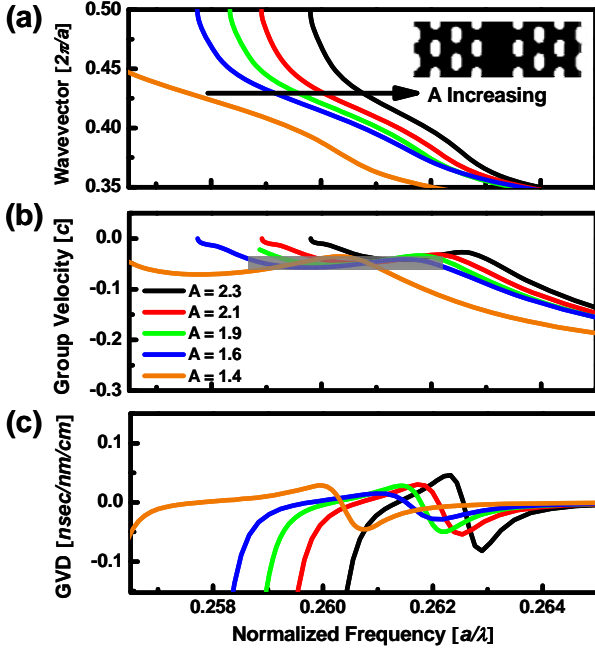 (a)
0.50
0.45
0.40
0.35
Wavevector [2π/a]
A Increasing
(b)
0.0
-0.1
-0.2
-0.3
Group Velocity [c]
A = 2.3
A = 2.1
A = 1.9
A = 1.6
A = 1.4
(c)
0.1
0.0
-0.1
GVD [nsec/nm/cm]
0.258
0.260
0.262
0.264
Normalized Frequency [a/λ]